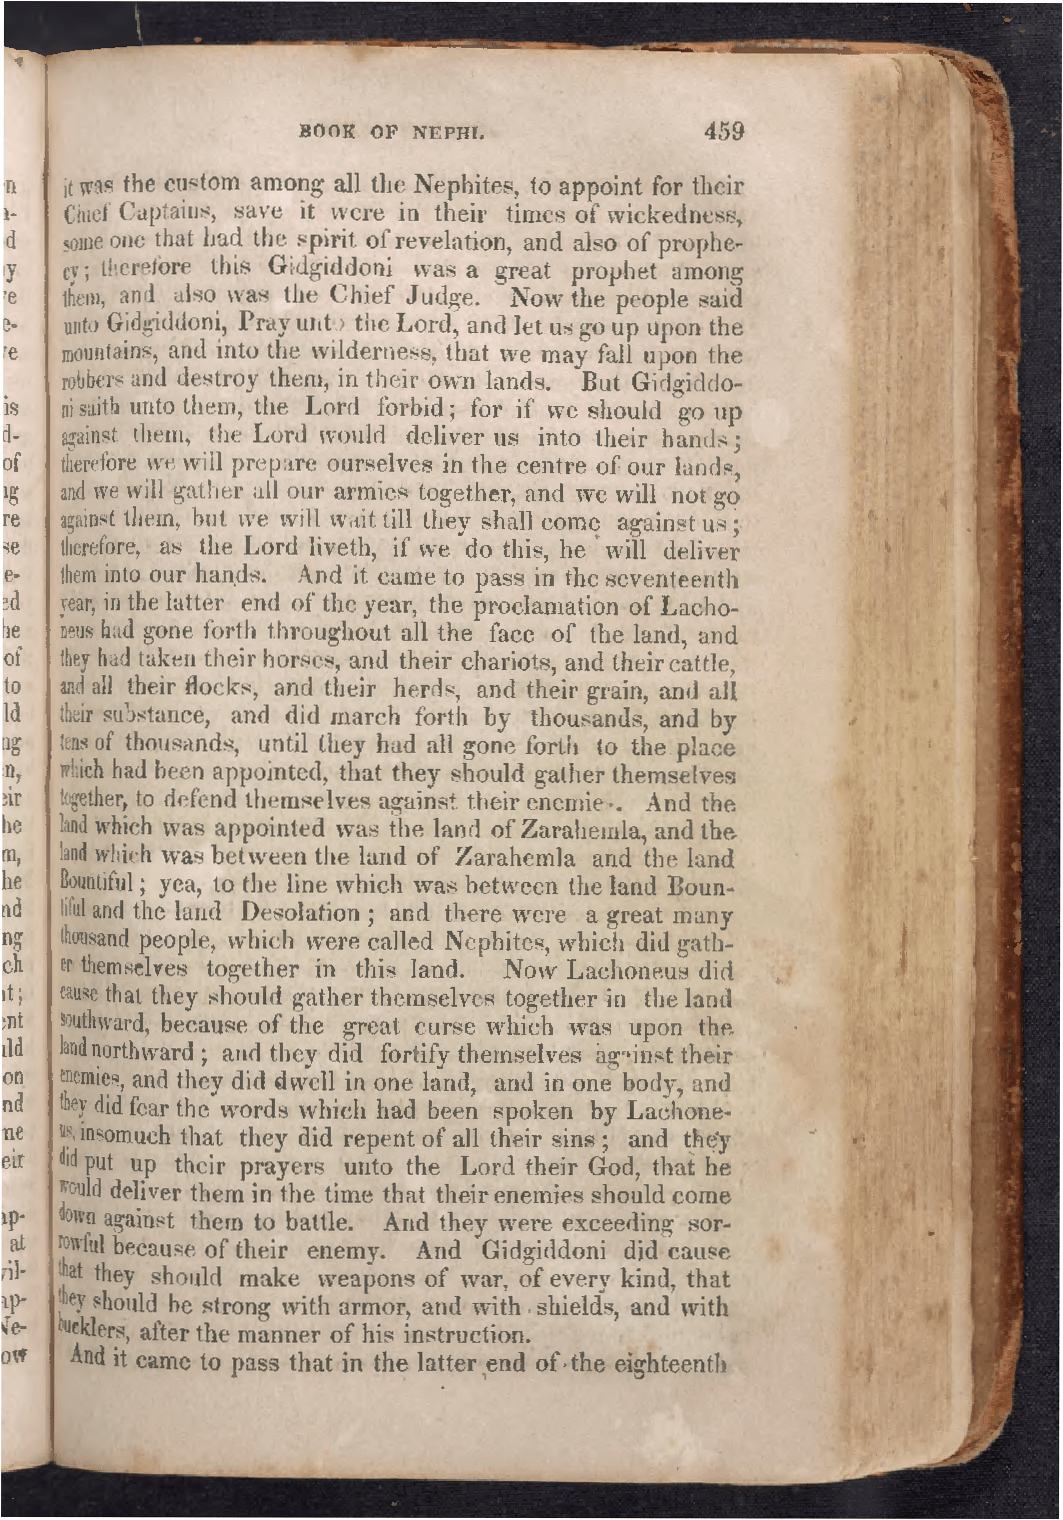 BOOK OF NEPHI. 459
it was the custom among all the Nephites, to appoint for their
Chief Captains, save it were in their times of wickedness,
some one that had the spirit of revelation, and also of prophe-
cy; therefore this Gidgiddoni was a great prophet among
them, and also was the Chief Judge. Now the people said
unto Gidgiddoni, Pray unto the Lord, and let us go up upon the
mountains, and into the wilderness, that we may fall upon the
robbers and destroy them, in their own lands. But Gidgiddo-
ni saith unto them, the Lord forbid; for if we should go up
against them, the Lord would deliver us into their hands;
therefore we will prepare ourselves in the centre of our lands,
and we will gather all our armies together, and we will not go
against them, but we will wait till they shall come against us;
therefore, as the Lord liveth, if we do this, he will deliver
them into our hands. And it came to pass in the seventeenth
year, in the latter end of the year, the proclamation of Lacho-
neus had gone forth throughout all the face of the land, and
they had taken their horses, and their chariots, and their cattle,
and all their flocks, and their herds, and their grain, and all
their substance, and did march forth by thousands, and by
tens of thousands, until they had all gone forth to the place
which had been appointed, that they should gather themselves
together, to defend themselves against their enemies. And the
land which was appointed was the land of Zarahemla, and the
land which was between the land of Zarahemla and the land
Bountiful; yea, to the line which was between the land Boun-
tiful and the land Desolation; and there were a great many
thousand people, which were called Nephites, which did gath-
er themselves together in this land. Now Lachoneus did
cause that they should gather themselves together in the land
southward, because of the great curse which was upon the
land northward; and they did fortify themselves against their
enemies, and they did dwell in one land, and in one body, and
they did fear the words which had been spoken by Lachone-
us, insomuch that they did repent of all their sins; and they
did put up their prayers unto the Lord their God, that he
would deliver them in the time that their enemies should come
down against them to battle. And they were exceeding sor-
rowful because of their enemy. And Gidgiddoni did cause
that they should make weapons of war, of every kind, that
they should be strong with armor, and with shields, and with
bucklers, after the manner of his instruction.
And it came to pass that in the latter end of the eighteenth